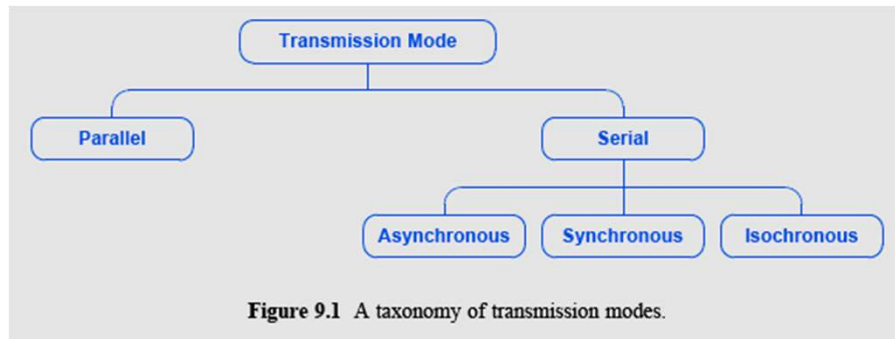 Transmission Mode
Parallel
Serial
Asynchronous
Synchronous
Isochronous
Figure 9.1 A taxonomy of transmission modes.